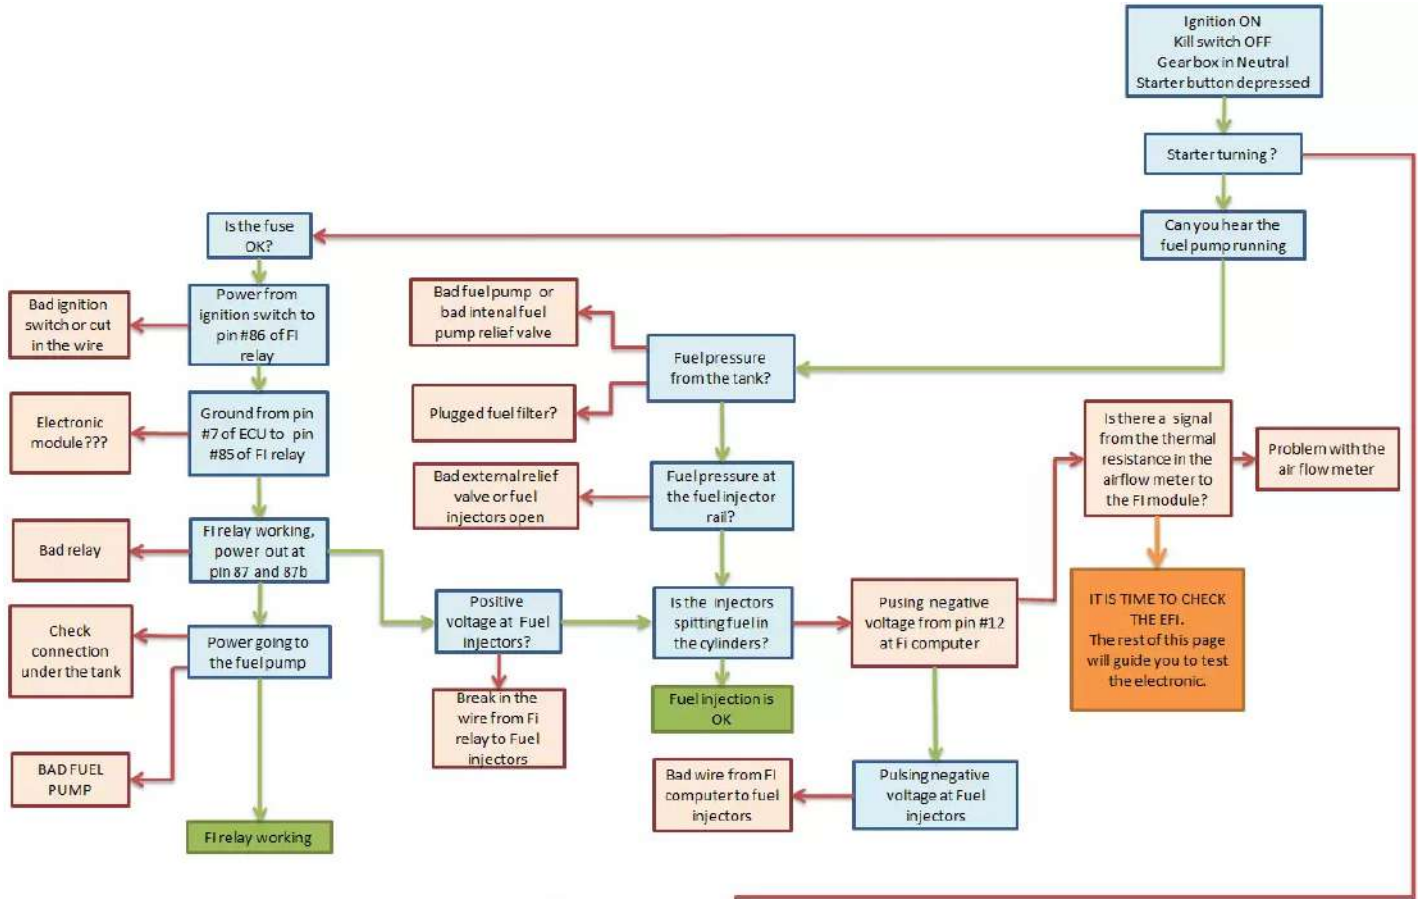 Ignition ON
Kill switch OFF
Gearbox in Neutral
Starter button depressed
Starter turning ?
Can you hear the
fuel pump running
Is the fuse
OK?
Power from
ignition switch to
pin #86 of FI
relay
Bad ignition
switch or cut
in the wire
Ground from pin
#7 of ECU to pin
#85 of FI relay
Electronic
module???
FI relay working,
power out at
pin 87 and 87b
Bad relay
Power going to
the fuel pump
Check
connection
under the tank
BAD FUEL
PUMP
FI relay working
Bad fuel pump or
bad intenal fuel
pump relief valve
Fuel pressure
from the tank?
Plugged fuel filter?
Bad external relief
valve or fuel
injectors open
Fuel pressure at
the fuel injector
rail?
Positive
voltage at Fuel
injectors?
Break in the
wire from Fi
relay to Fuel
injectors
Is the injectors
spitting fuel in
the cylinders?
Fuel injection is
OK
Pusing negative
voltage from pin #12
at Fi computer
Pulsing negative
voltage at Fuel
injectors
Bad wire from FI
computer to fuel
injectors
Is there a signal
from the thermal
resistance in the
airflow meter to
the FI module?
Problem with the
air flow meter
IT IS TIME TO CHECK
THE EFI.
The rest of this page
will guide you to test
the electronic.